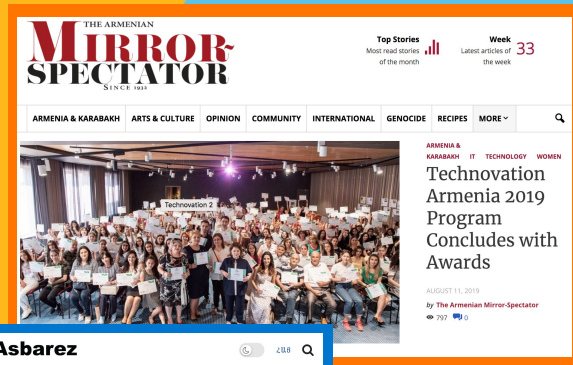 THE ARMENIAN
MIRROR-
SPECTATOR
SINCE 1932
Top Stories
Most read stories
of the month
Week
Latest articles of
the week
33
ARMENIA & KARABAKH ARTS & CULTURE OPINION COMMUNITY INTERNATIONAL GENOCIDE RECIPES MORE
Technovation 2
ARMENIA &
KARABAKH IT TECHNOLOGY WOMEN
Technovation
Armenia 2019
Program
Concludes with
Awards
AUGUST 11, 2019
by The Armenian Mirror-Spectator
797 0
Asbarez
ՀԱՅ